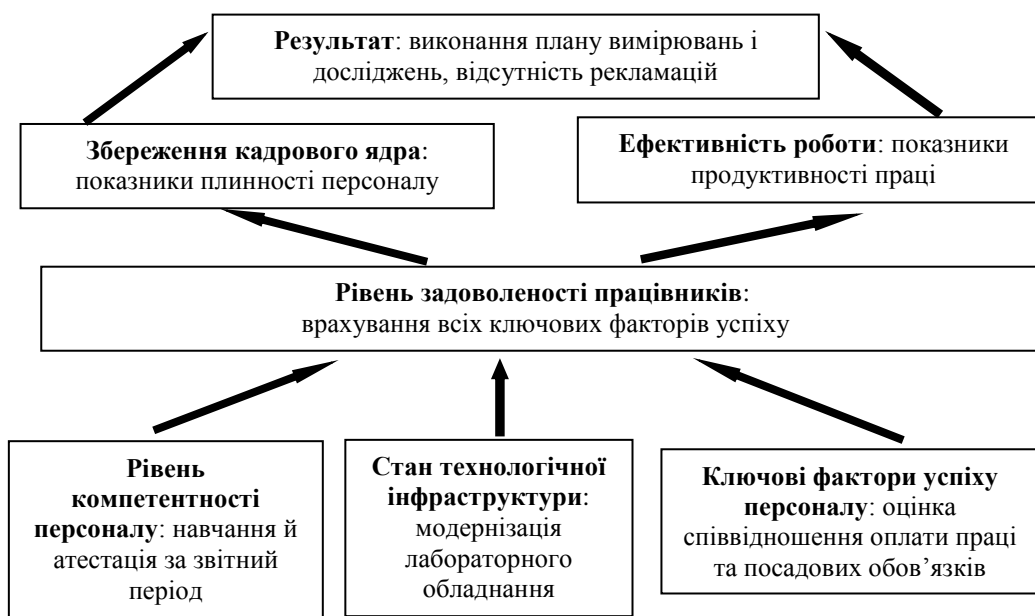 Результат: виконання плану вимірювань і
досліджень, відсутність рекламацій
Збереження кадрового ядра:
показники плинності персоналу
Ефективність роботи: показники
продуктивності праці
Рівень задоволеності працівників:
врахування всіх ключових факторів успіху
Рівень
компетентності
персоналу: навчання й
атестація за звітний
період
Стан технологічної
інфраструктури:
модернізація
лабораторного
обладнання
Ключові фактори успіху
персоналу: оцінка
співвідношення оплати праці
та посадових обов’язків